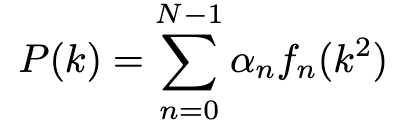 P(k) = \sum_{n=0}^{N-1} \alpha_n f_n(k^2)